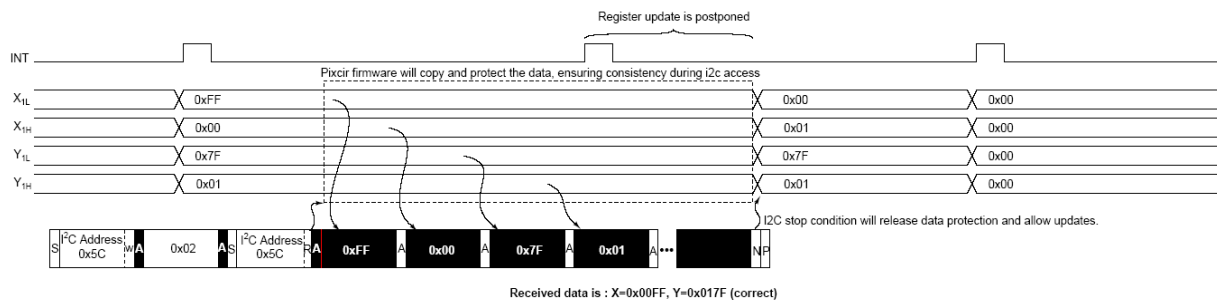 Register update is postponed
INT
Pixcir firmware will copy and protect the data, ensuring consistency during i2c access
X1L 0xFF 0x00 0x00
X1H 0x00 0x01 0x00
Y1L 0x7F 0x7F 0x00
Y1H 0x01 0x01 0x00
I2C stop condition will release data protection and allow updates.
S I²C Address 0x5C w A 0x02 A S I²C Address 0x5C R A 0xFF A 0x00 A 0x7F A 0x01 A ••• N P
Received data is : X=0x00FF, Y=0x017F (correct)